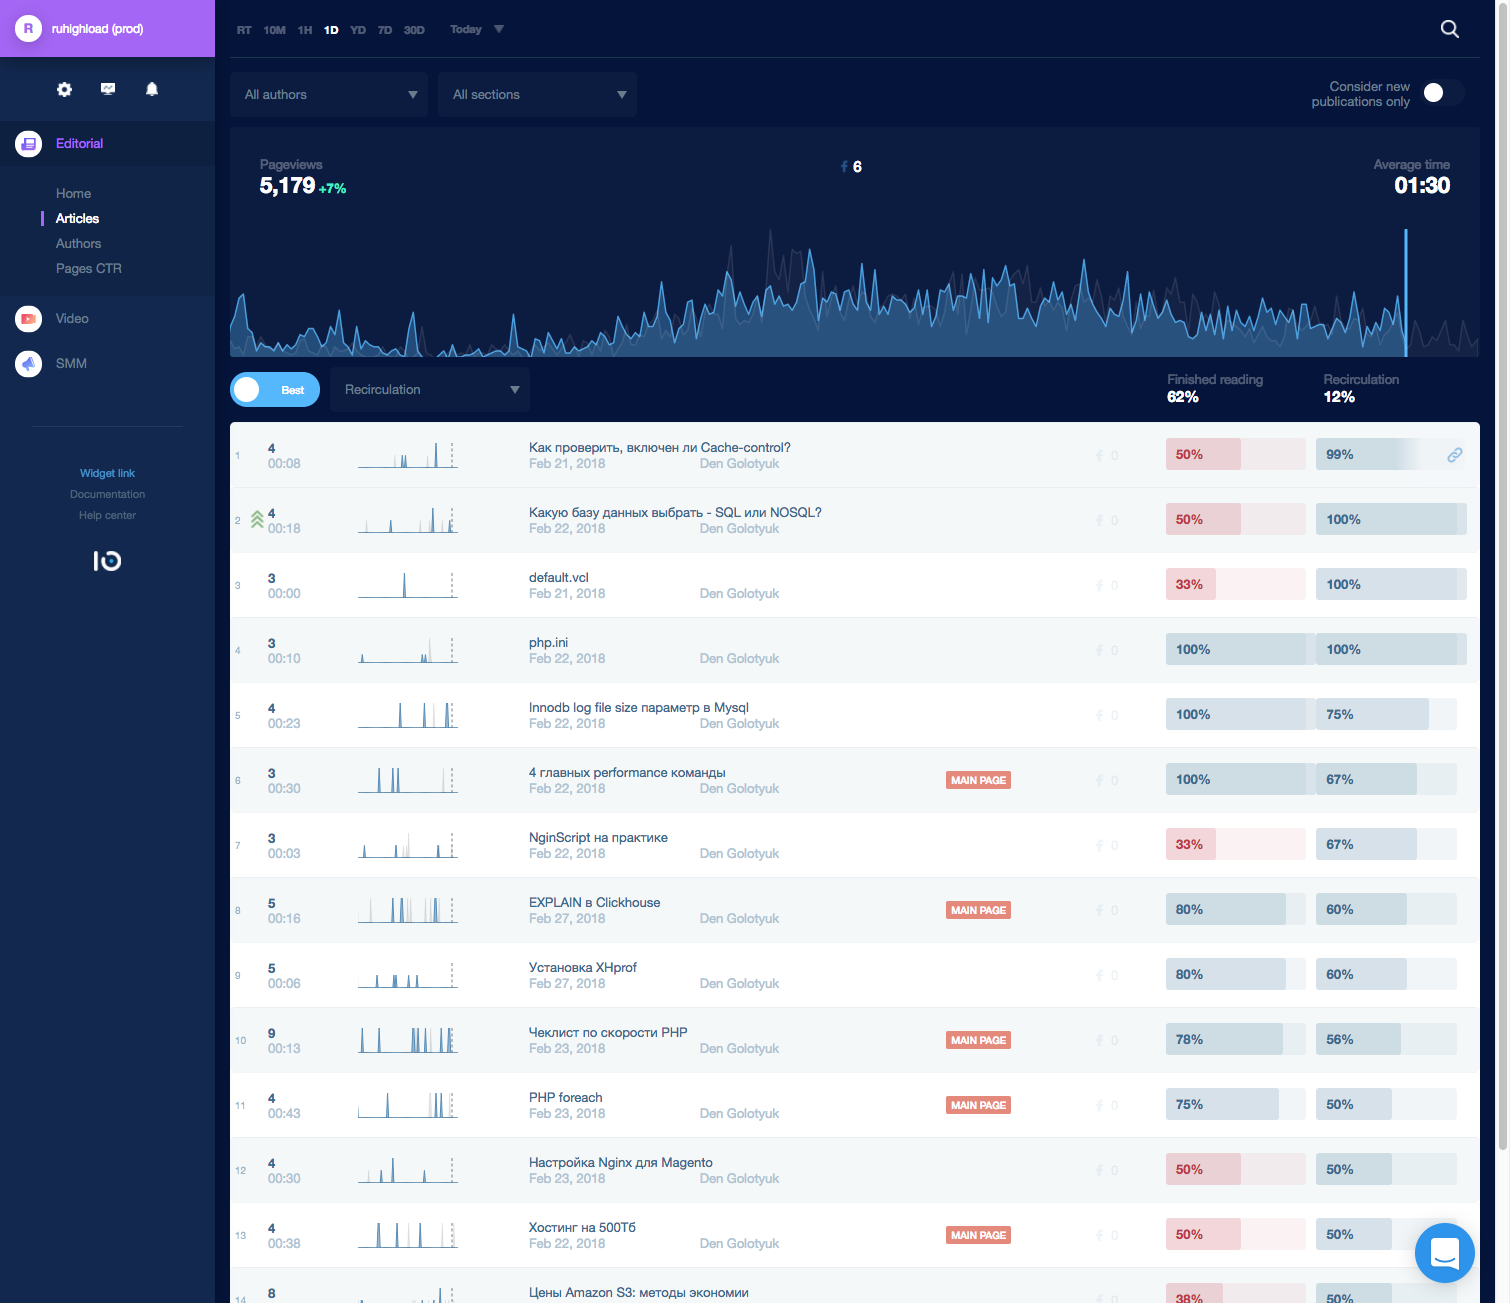 R ruhighload (prod)
RT 10M 1H 1D YD 7D 30D Today
All authors
All sections
Consider new
publications only
Editorial
Home
Articles
Authors
Pages CTR
Video
SMM
Widget link
Documentation
Help center
Pageviews
5,179 +7%
6
Average time
01:30
Best
Recirculation
Finished reading
62%
Recirculation
12%
1 4 Как проверить, включен ли Cache-control? 0 50% 99%
00:08 Feb 21, 2018 Den Golotyuk
2 4 Какую базу данных выбрать - SQL или NOSQL? 0 50% 100%
00:18 Feb 22, 2018 Den Golotyuk
3 3 default.vcl 0 33% 100%
00:00 Feb 21, 2018 Den Golotyuk
4 3 php.ini 0 100% 100%
00:10 Feb 22, 2018 Den Golotyuk
5 4 Innodb log file size параметр в Mysql 0 100% 75%
00:23 Feb 22, 2018 Den Golotyuk
6 3 4 главных performance команды MAIN PAGE 0 100% 67%
00:30 Feb 22, 2018 Den Golotyuk
7 3 NginScript на практике 0 33% 67%
00:03 Feb 22, 2018 Den Golotyuk
8 5 EXPLAIN в Clickhouse MAIN PAGE 0 80% 60%
00:16 Feb 27, 2018 Den Golotyuk
9 5 Установка XHprof 0 80% 60%
00:06 Feb 27, 2018 Den Golotyuk
10 9 Чеклист по скорости PHP MAIN PAGE 0 78% 56%
00:13 Feb 23, 2018 Den Golotyuk
11 4 PHP foreach MAIN PAGE 0 75% 50%
00:43 Feb 23, 2018 Den Golotyuk
12 4 Настройка Nginx для Magento 0 50% 50%
00:30 Feb 23, 2018 Den Golotyuk
13 4 Хостинг на 500Тб MAIN PAGE 0 50% 50%
00:38 Feb 22, 2018 Den Golotyuk
14 8 Цены Amazon S3: методы экономии 0 38% 50%